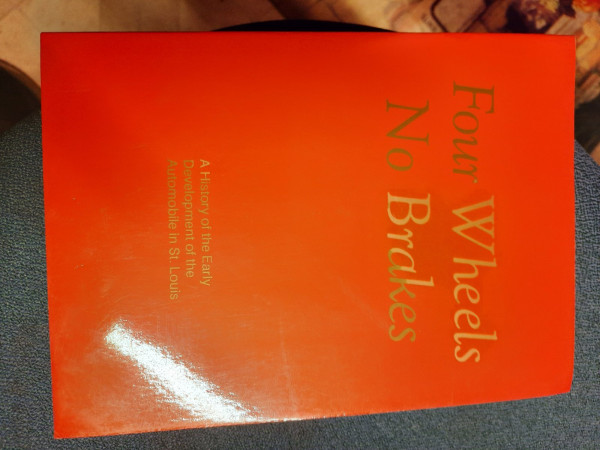 Four Wheels
No Brakes
A History of the Early
Development of the
Automobile in St. Louis